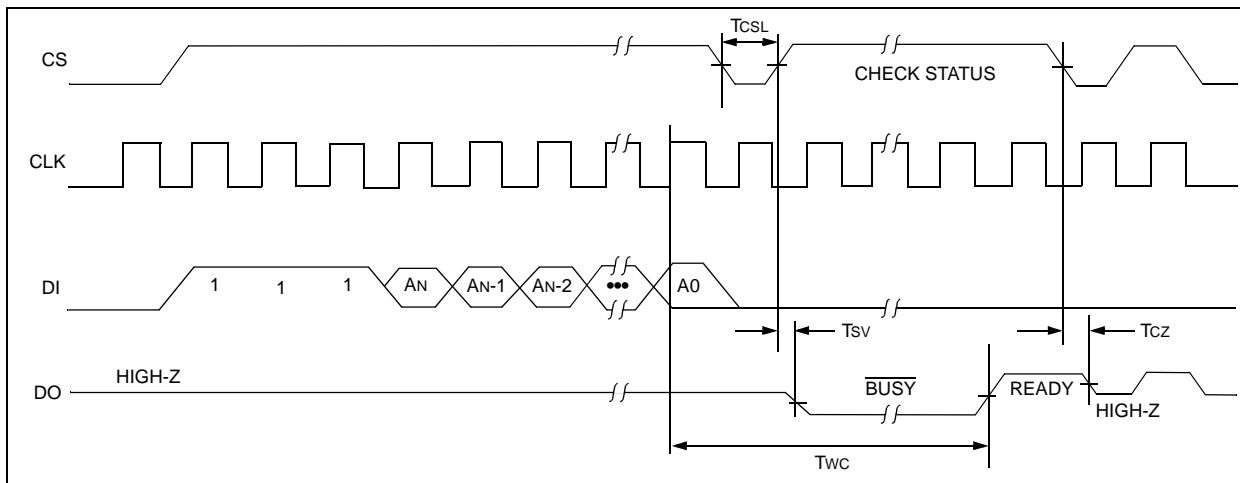 TCSL
CS
CHECK STATUS
CLK
DI
1 1 1 AN AN-1 AN-2 ••• A0
TSV
TCZ
DO
HIGH-Z
BUSY
READY
HIGH-Z
TWC